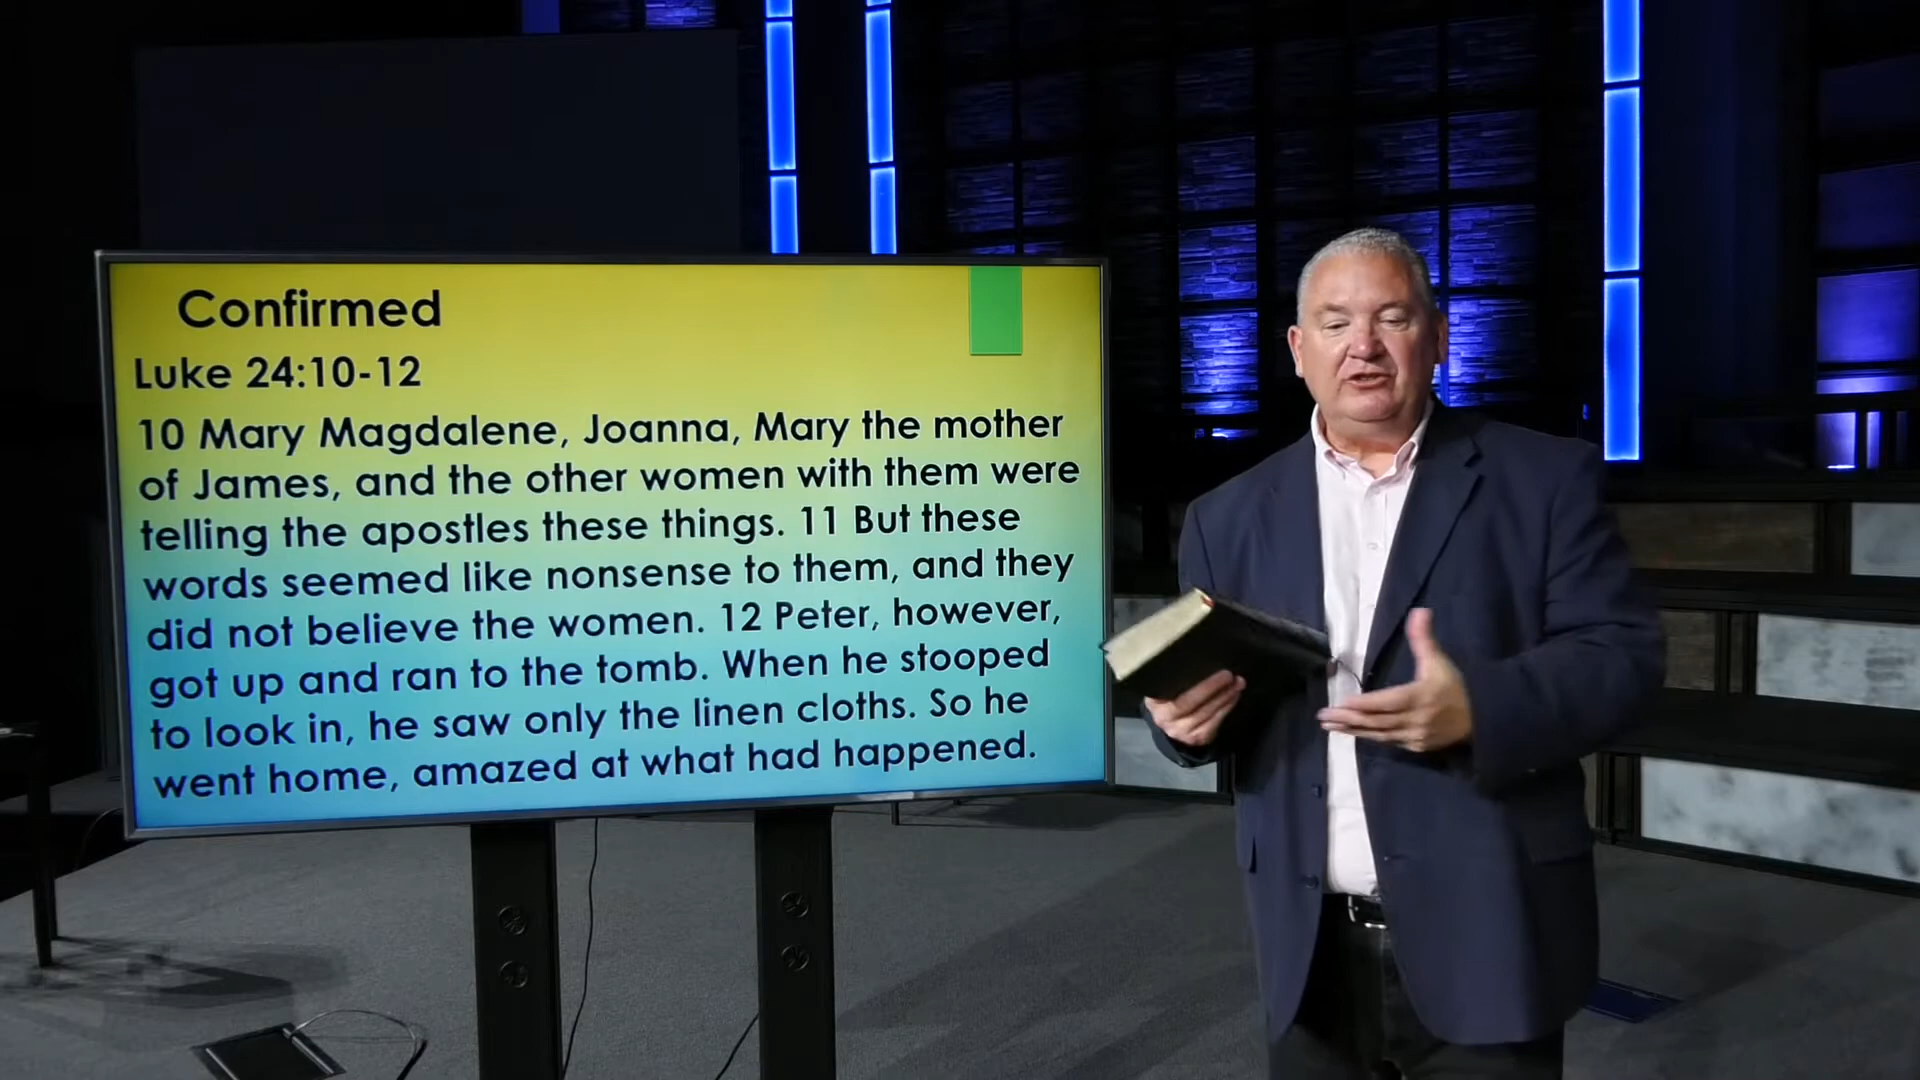 Confirmed
Luke 24:10-12
10 Mary Magdalene, Joanna, Mary the mother
of James, and the other women with them were
telling the apostles these things. 11 But these
words seemed like nonsense to them, and they
did not believe the women. 12 Peter, however,
got up and ran to the tomb. When he stooped
to look in, he saw only the linen cloths. So he
went home, amazed at what had happened.